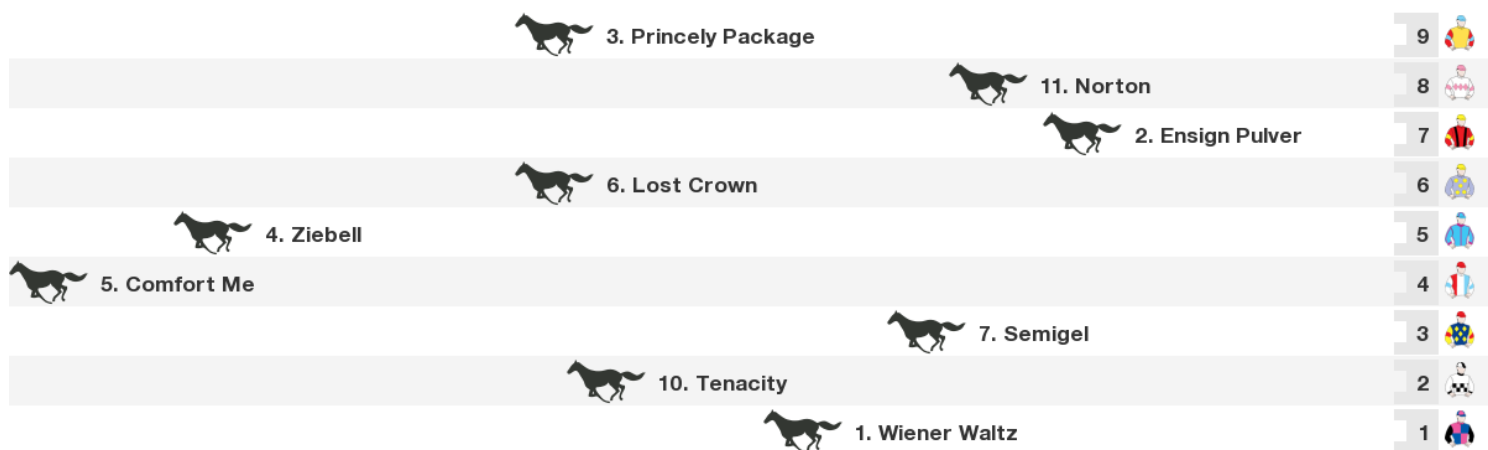 3. Princely Package 9
11. Norton 8
2. Ensign Pulver 7
6. Lost Crown 6
4. Ziebell 5
5. Comfort Me 4
7. Semigel 3
10. Tenacity 2
1. Wiener Waltz 1